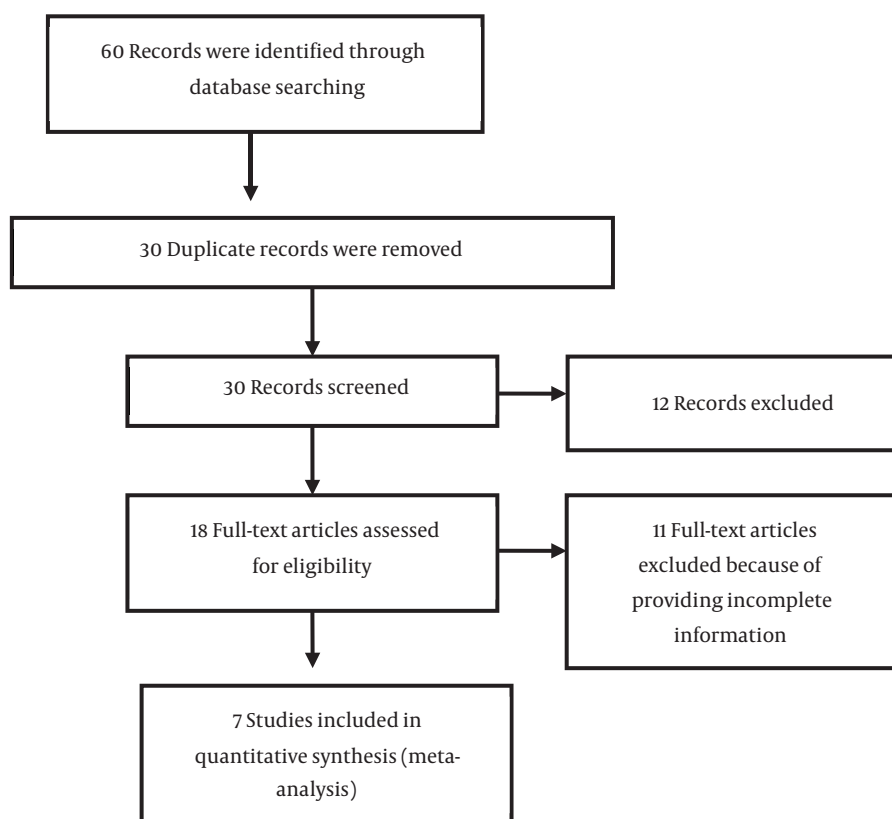 60 Records were identified through
database searching
30 Duplicate records were removed
30 Records screened
12 Records excluded
18 Full-text articles assessed
for eligibility
11 Full-text articles
excluded because of
providing incomplete
information
7 Studies included in
quantitative synthesis (meta-
analysis)